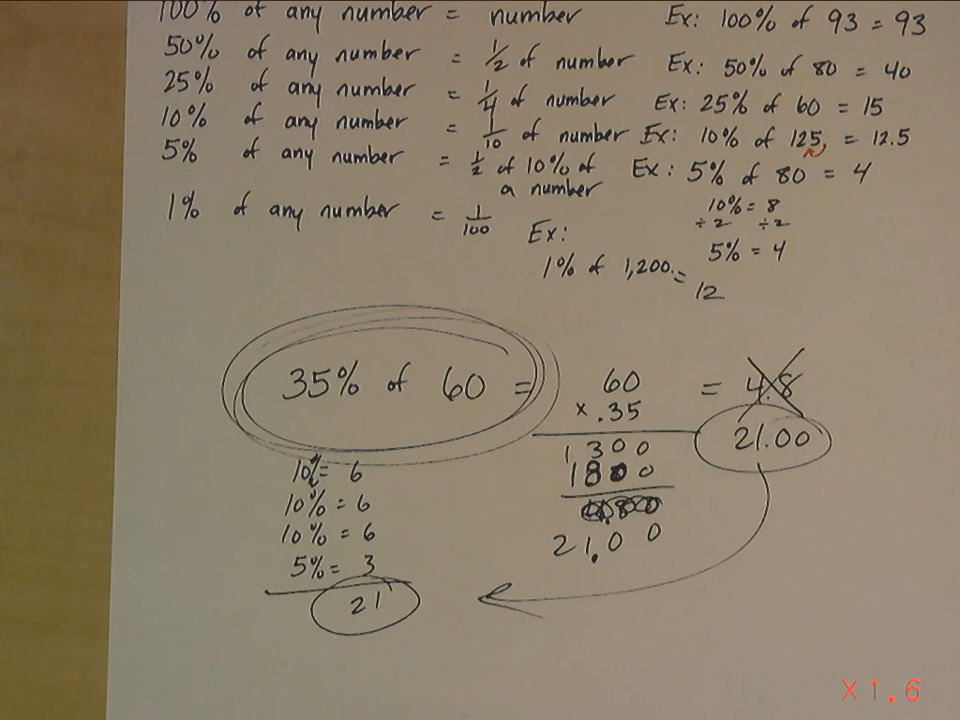 100% of any number = number Ex: 100% of 93 = 93
50% of any number = 1/2 of number Ex: 50% of 80 = 40
25% of any number = 1/4 of number Ex: 25% of 60 = 15
10% of any number = 1/10 of number Ex: 10% of 125. = 12.5
5% of any number = 1/2 of 10% of a number Ex: 5% of 80 = 4
10% = 8
÷2 ÷2
5% = 4
1% of any number = 1/100
Ex:
1% of 1,200. =
12
35% of 60 = 60 = 4.8
x .35 21.00
1300
1800
21.00
10% = 6
10% = 6
10% = 6
5% = 3
21
X1.6